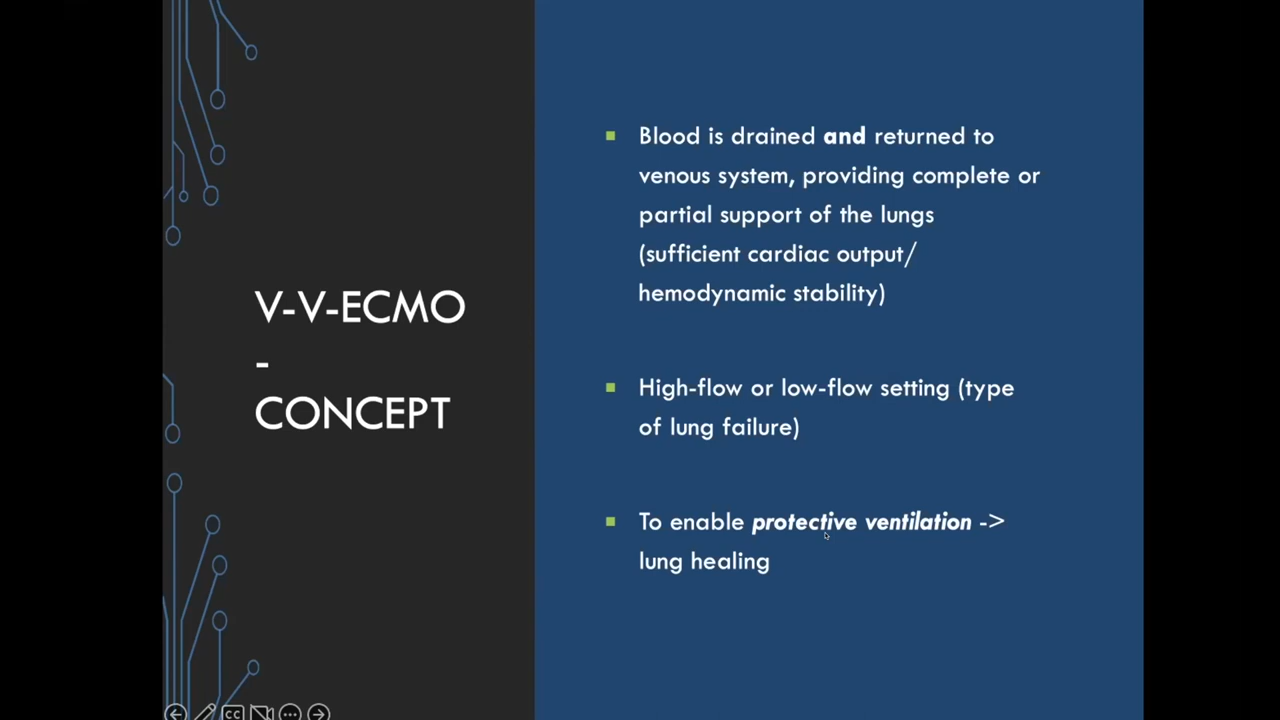 V-V-ECMO
-
CONCEPT
Blood is drained and returned to
venous system, providing complete or
partial support of the lungs
(sufficient cardiac output/
hemodynamic stability)
High-flow or low-flow setting (type
of lung failure)
To enable protective ventilation ->
lung healing
CC